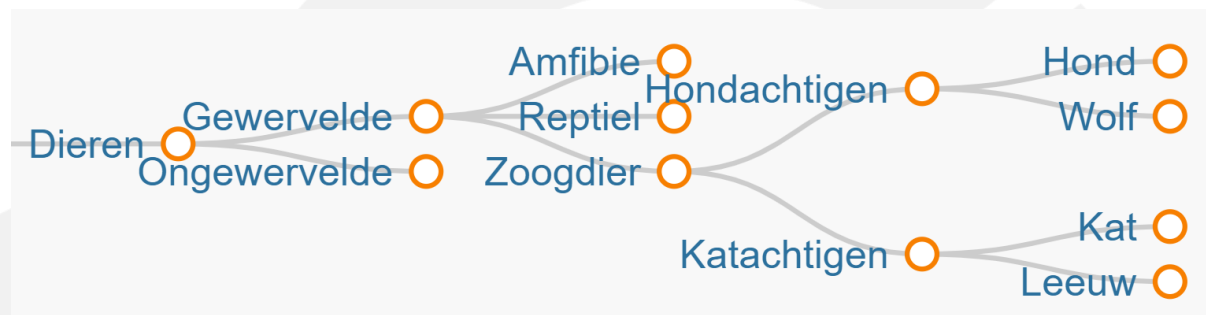 Dieren
Gewervelde
Ongewervelde
Amfibie
Reptiel
Zoogdier
Hondachtigen
Katachtigen
Hond
Wolf
Kat
Leeuw